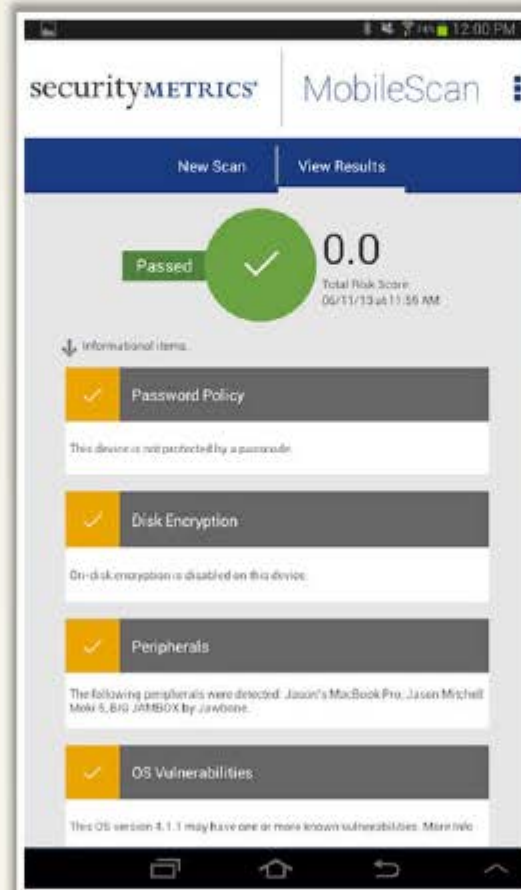 12:00 PM
securityMETRICS® MobileScan
New Scan View Results
Passed
0.0
Total Risk Score
06/11/13 at 11:55 AM
Informational items.
Password Policy
This device is not protected by a passcode
Disk Encryption
On-disk encryption is disabled on this device.
Peripherals
The following peripherals were detected: Jason's MacBook Pro, Jason Mitchell
5, BIG JAMBOX by Jawbone.
OS Vulnerabilities
This OS version 4.1.1 may have one or more known vulnerabilities. More Info